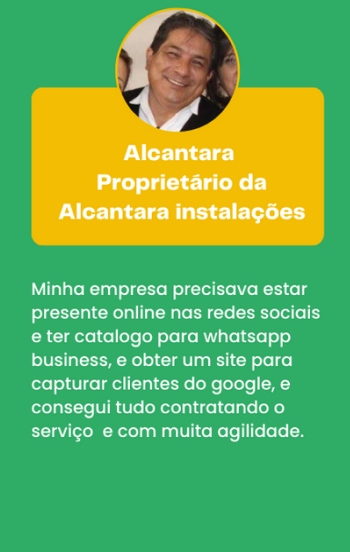 Alcantara
Proprietário da
Alcantara instalações
Minha empresa precisava estar
presente online nas redes sociais
e ter catalogo para whatsapp
business, e obter um site para
capturar clientes do google, e
consegui tudo contratando o
serviço  e com muita agilidade.